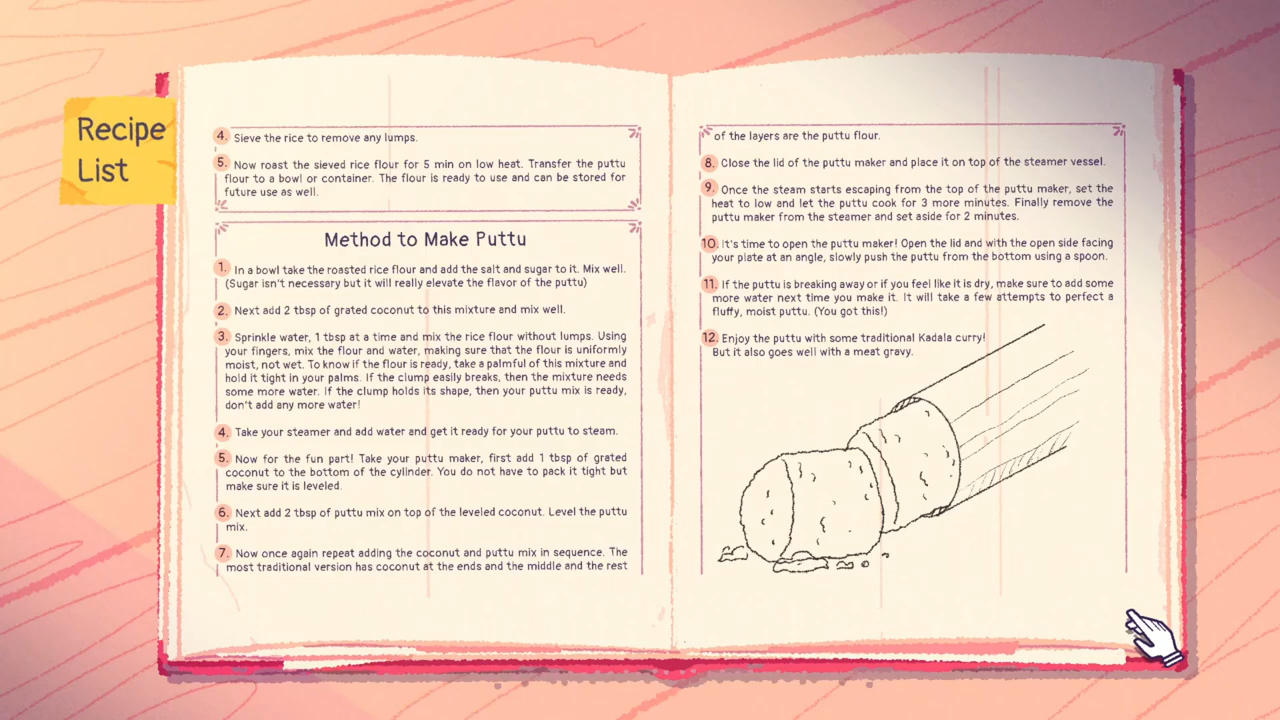 Recipe
List
4. Sieve the rice to remove any lumps.
5. Now roast the sieved rice flour for 5 min on low heat. Transfer the puttu
flour to a bowl or container. The flour is ready to use and can be stored for
future use as well.
Method to Make Puttu
1. In a bowl take the roasted rice flour and add the salt and sugar to it. Mix well.
(Sugar isn't necessary but it will really elevate the flavor of the puttu)
2. Next add 2 tbsp of grated coconut to this mixture and mix well.
3. Sprinkle water, 1 tbsp at a time and mix the rice flour without lumps. Using
your fingers, mix the flour and water, making sure that the flour is uniformly
moist, not wet. To know if the flour is ready, take a palmful of this mixture and
hold it tight in your palms. If the clump easily breaks, then the mixture needs
some more water. If the clump holds its shape, then your puttu mix is ready,
don't add any more water!
4. Take your steamer and add water and get it ready for your puttu to steam.
5. Now for the fun part! Take your puttu maker, first add 1 tbsp of grated
coconut to the bottom of the cylinder. You do not have to pack it tight but
make sure it is leveled.
6. Next add 2 tbsp of puttu mix on top of the leveled coconut. Level the puttu
mix.
7. Now once again repeat adding the coconut and puttu mix in sequence. The
most traditional version has coconut at the ends and the middle and the rest
of the layers are the puttu flour.
8. Close the lid of the puttu maker and place it on top of the steamer vessel.
9. Once the steam starts escaping from the top of the puttu maker, set the
heat to low and let the puttu cook for 3 more minutes. Finally remove the
puttu maker from the steamer and set aside for 2 minutes.
10. It's time to open the puttu maker! Open the lid and with the open side facing
your plate at an angle, slowly push the puttu from the bottom using a spoon.
11. If the puttu is breaking away or if you feel like it is dry, make sure to add some
more water next time you make it. It will take a few attempts to perfect a
fluffy, moist puttu. (You got this!)
12. Enjoy the puttu with some traditional Kadala curry!
But it also goes well with a meat gravy.